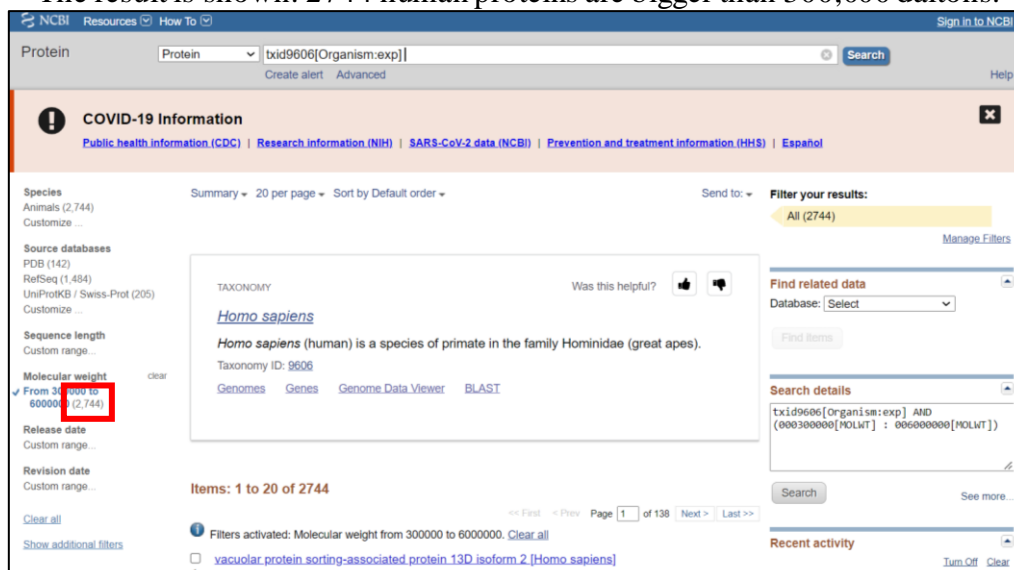 The result is shown. 2744 human proteins are bigger than 300,000 daltons.
NCBI Resources How To Sign in to NCBI
Protein Protein txid9606[Organism:exp] Search
Create alert Advanced Help
COVID-19 Information
Public health information (CDC) | Research information (NIH) | SARS-CoV-2 data (NCBI) | Prevention and treatment information (HHS) | Español
Species
Animals (2,744)
Customize ...
Source databases
PDB (142)
RefSeq (1,484)
UniProtKB / Swiss-Prot (205)
Customize ...
Sequence length
Custom range...
Molecular weight clear
From 300000 to
6000000 (2,744)
Release date
Custom range...
Revision date
Custom range...
Clear all
Show additional filters
Summary 20 per page Sort by Default order Send to:
TAXONOMY Was this helpful?
Homo sapiens
Homo sapiens (human) is a species of primate in the family Hominidae (great apes).
Taxonomy ID: 9606
Genomes Genes Genome Data Viewer BLAST
Items: 1 to 20 of 2744
<< First < Prev Page 1 of 138 Next > Last >>
Filters activated: Molecular weight from 300000 to 6000000. Clear all
vacuolar protein sorting-associated protein 13D isoform 2 [Homo sapiens]
Filter your results:
All (2744)
Manage Filters
Find related data
Database: Select
Find items
Search details
txid9606[Organism:exp] AND
(000300000[MOLWT] : 006000000[MOLWT])
Search See more...
Recent activity
Turn Off Clear